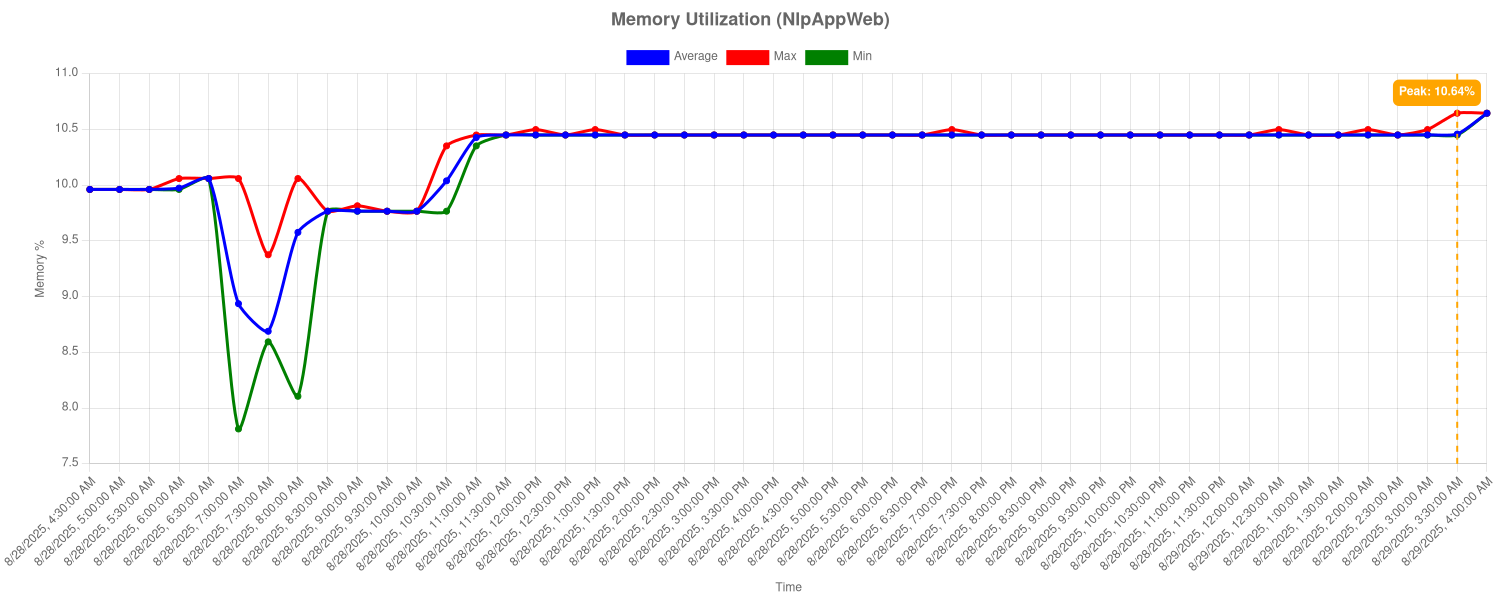 Memory Utilization (NlpAppWeb)
Average Max Min
11.0
Peak: 10.64%
10.5
10.0
9.5
9.0
8.5
8.0
7.5
Memory %
8/28/2025, 4:30:00 AM
8/28/2025, 5:00:00 AM
8/28/2025, 5:30:00 AM
8/28/2025, 6:00:00 AM
8/28/2025, 6:30:00 AM
8/28/2025, 7:00:00 AM
8/28/2025, 7:30:00 AM
8/28/2025, 8:00:00 AM
8/28/2025, 8:30:00 AM
8/28/2025, 9:00:00 AM
8/28/2025, 9:30:00 AM
8/28/2025, 10:00:00 AM
8/28/2025, 10:30:00 AM
8/28/2025, 11:00:00 AM
8/28/2025, 11:30:00 AM
8/28/2025, 12:00:00 PM
8/28/2025, 12:30:00 PM
8/28/2025, 1:00:00 PM
8/28/2025, 1:30:00 PM
8/28/2025, 2:00:00 PM
8/28/2025, 2:30:00 PM
8/28/2025, 3:00:00 PM
8/28/2025, 3:30:00 PM
8/28/2025, 4:00:00 PM
8/28/2025, 4:30:00 PM
8/28/2025, 5:00:00 PM
8/28/2025, 5:30:00 PM
8/28/2025, 6:00:00 PM
8/28/2025, 6:30:00 PM
8/28/2025, 7:00:00 PM
8/28/2025, 7:30:00 PM
8/28/2025, 8:00:00 PM
8/28/2025, 8:30:00 PM
8/28/2025, 9:00:00 PM
8/28/2025, 9:30:00 PM
8/28/2025, 10:00:00 PM
8/28/2025, 10:30:00 PM
8/28/2025, 11:00:00 PM
8/28/2025, 11:30:00 PM
8/29/2025, 12:00:00 AM
8/29/2025, 12:30:00 AM
8/29/2025, 1:00:00 AM
8/29/2025, 1:30:00 AM
8/29/2025, 2:00:00 AM
8/29/2025, 2:30:00 AM
8/29/2025, 3:00:00 AM
8/29/2025, 3:30:00 AM
8/29/2025, 4:00:00 AM
Time